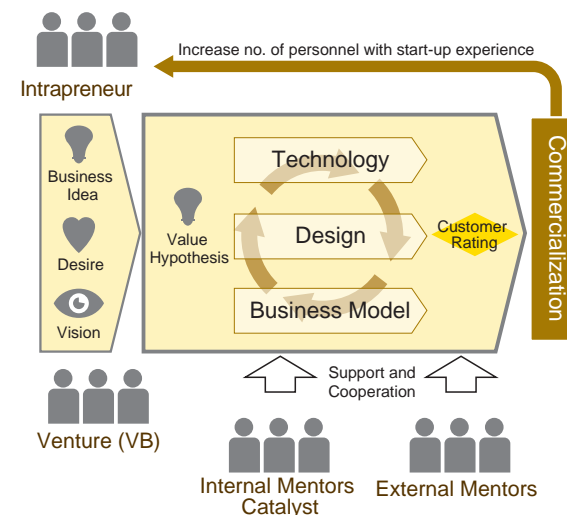 Increase no. of personnel with start-up experience
Intrapreneur
Business
Idea
Desire
Vision
Value
Hypothesis
Technology
Design
Business Model
Customer
Rating
Commercialization
Support and
Cooperation
Venture (VB)
Internal Mentors
Catalyst
External Mentors